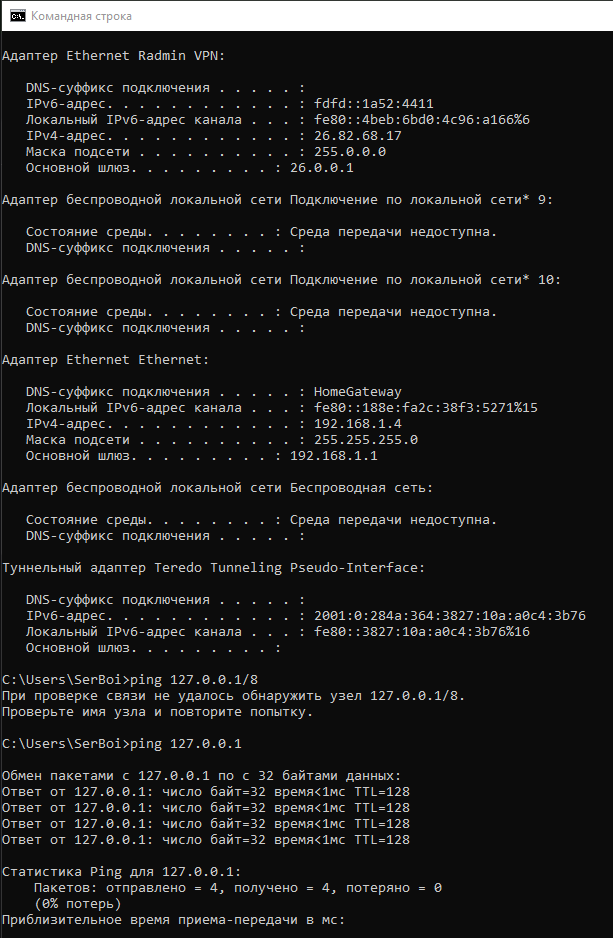 Командная строка
Адаптер Ethernet Radmin VPN:
DNS-суффикс подключения . . . . . :
IPv6-адрес. . . . . . . . . . . . : fdfd::1a52:4411
Локальный IPv6-адрес канала . . . : fe80::4beb:6bd0:4c96:a166%6
IPv4-адрес. . . . . . . . . . . . : 26.82.68.17
Маска подсети . . . . . . . . . . : 255.0.0.0
Основной шлюз. . . . . . . . . : 26.0.0.1
Адаптер беспроводной локальной сети Подключение по локальной сети* 9:
Состояние среды. . . . . . . . : Среда передачи недоступна.
DNS-суффикс подключения . . . . . :
Адаптер беспроводной локальной сети Подключение по локальной сети* 10:
Состояние среды. . . . . . . . : Среда передачи недоступна.
DNS-суффикс подключения . . . . . :
Адаптер Ethernet Ethernet:
DNS-суффикс подключения . . . . . : HomeGateway
Локальный IPv6-адрес канала . . . : fe80::188e:fa2c:38f3:5271%15
IPv4-адрес. . . . . . . . . . . . : 192.168.1.4
Маска подсети . . . . . . . . . . : 255.255.255.0
Основной шлюз. . . . . . . . . : 192.168.1.1
Адаптер беспроводной локальной сети Беспроводная сеть:
Состояние среды. . . . . . . . : Среда передачи недоступна.
DNS-суффикс подключения . . . . . :
Туннельный адаптер Teredo Tunneling Pseudo-Interface:
DNS-суффикс подключения . . . . . :
IPv6-адрес. . . . . . . . . . . . : 2001:0:284a:364:3827:10a:a0c4:3b76
Локальный IPv6-адрес канала . . . : fe80::3827:10a:a0c4:3b76%16
Основной шлюз. . . . . . . . . :
C:\Users\SerBoi>ping 127.0.0.1/8
При проверке связи не удалось обнаружить узел 127.0.0.1/8.
Проверьте имя узла и повторите попытку.
C:\Users\SerBoi>ping 127.0.0.1
Обмен пакетами с 127.0.0.1 по с 32 байтами данных:
Ответ от 127.0.0.1: число байт=32 время<1мс TTL=128
Ответ от 127.0.0.1: число байт=32 время<1мс TTL=128
Ответ от 127.0.0.1: число байт=32 время<1мс TTL=128
Ответ от 127.0.0.1: число байт=32 время<1мс TTL=128
Статистика Ping для 127.0.0.1:
Пакетов: отправлено = 4, получено = 4, потеряно = 0
(0% потерь)
Приблизительное время приема-передачи в мс: